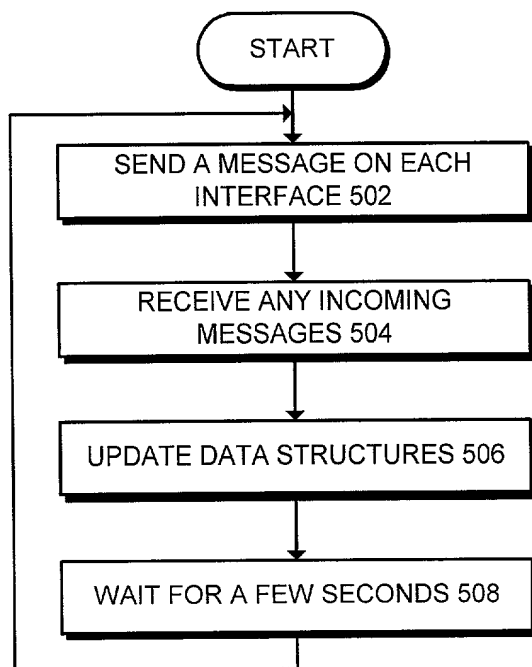 START
SEND A MESSAGE ON EACH
INTERFACE 502
RECEIVE ANY INCOMING
MESSAGES 504
UPDATE DATA STRUCTURES 506
WAIT FOR A FEW SECONDS 508